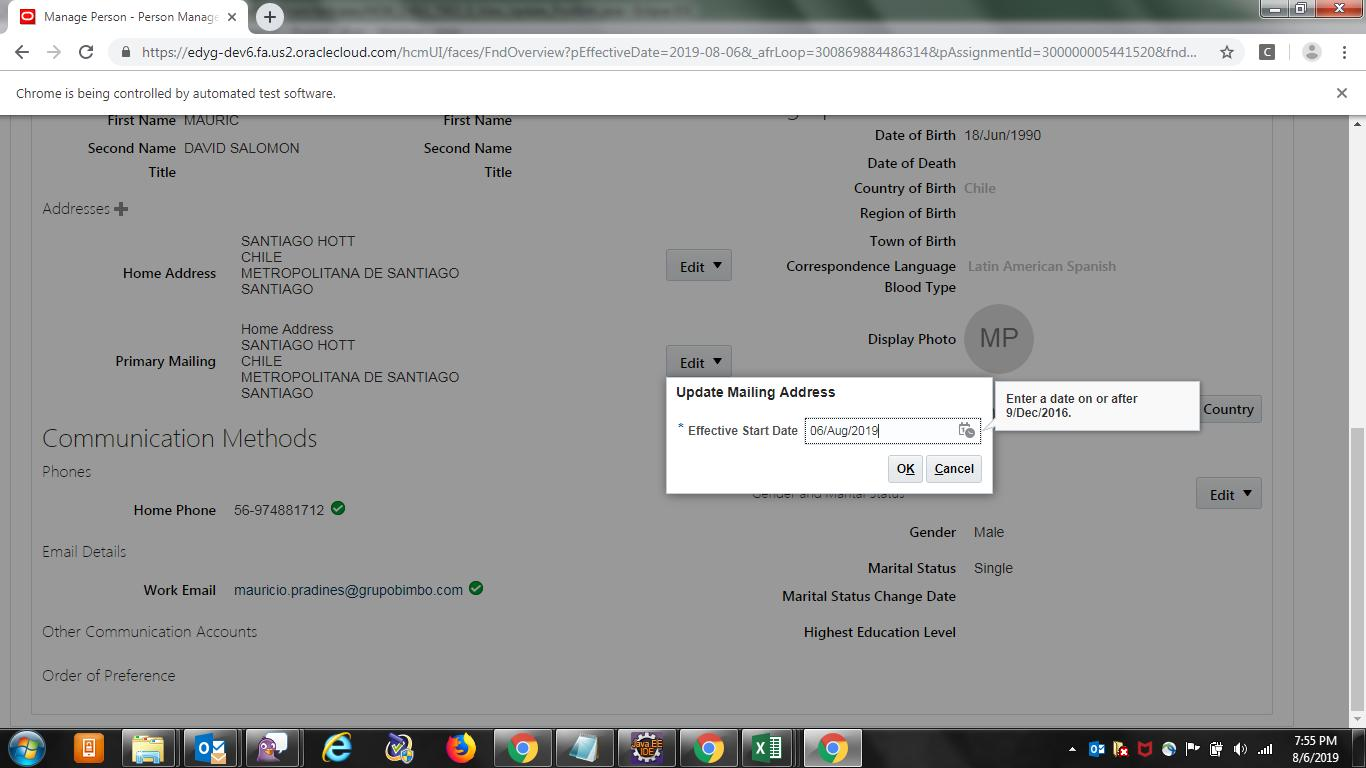 Manage Person - Person Manage
https://edyg-dev6.fa.us2.oraclecloud.com/hcmUI/faces/FndOverview?pEffectiveDate=2019-08-06&_afrLoop=300869884486314&pAssignmentId=300000005441520&fnd...
C
Chrome is being controlled by automated test software.
First Name MAURIC
First Name
Second Name DAVID SALOMON
Second Name
Title
Title
Addresses
Home Address
SANTIAGO HOTT
CHILE
METROPOLITANA DE SANTIAGO
SANTIAGO
Edit
Primary Mailing
Home Address
SANTIAGO HOTT
CHILE
METROPOLITANA DE SANTIAGO
SANTIAGO
Edit
Communication Methods
Phones
Home Phone 56-974881712
Email Details
Work Email mauricio.pradines@grupobimbo.com
Other Communication Accounts
Order of Preference
Date of Birth 18/Jun/1990
Date of Death
Country of Birth Chile
Region of Birth
Town of Birth
Correspondence Language Latin American Spanish
Blood Type
Display Photo MP
Country
Update Mailing Address
* Effective Start Date 06/Aug/2019
OK Cancel
Enter a date on or after
9/Dec/2016.
Gender and Marital Status
Edit
Gender Male
Marital Status Single
Marital Status Change Date
Highest Education Level
Java EE
IDE
7:55 PM
8/6/2019